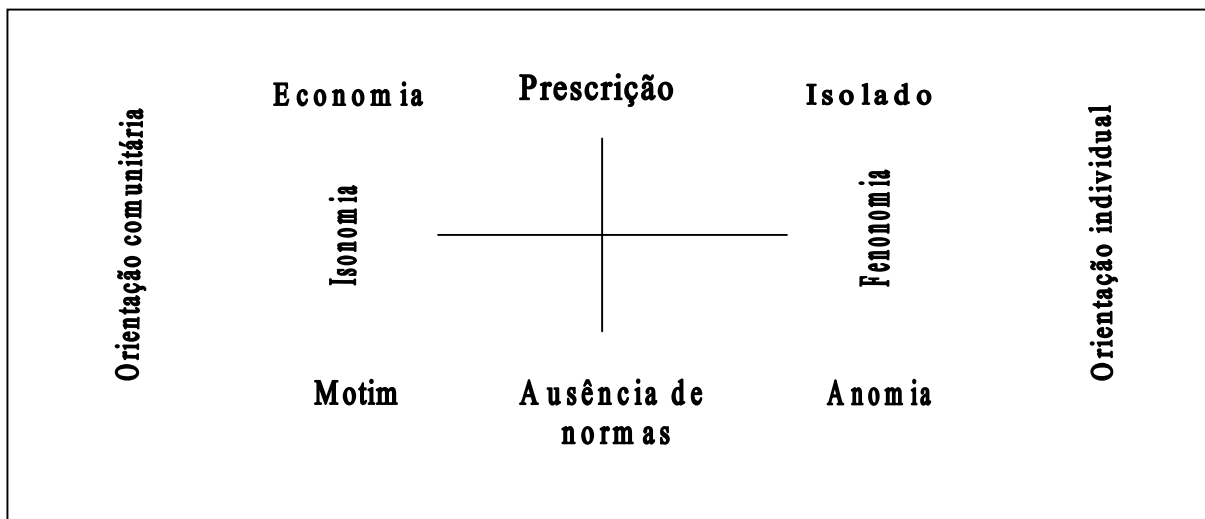 Economia
Prescrição
Isolado
Orientação comunitária
Isonomia
Fenonomia
Orientação individual
Motim
Ausência de
normas
Anomia